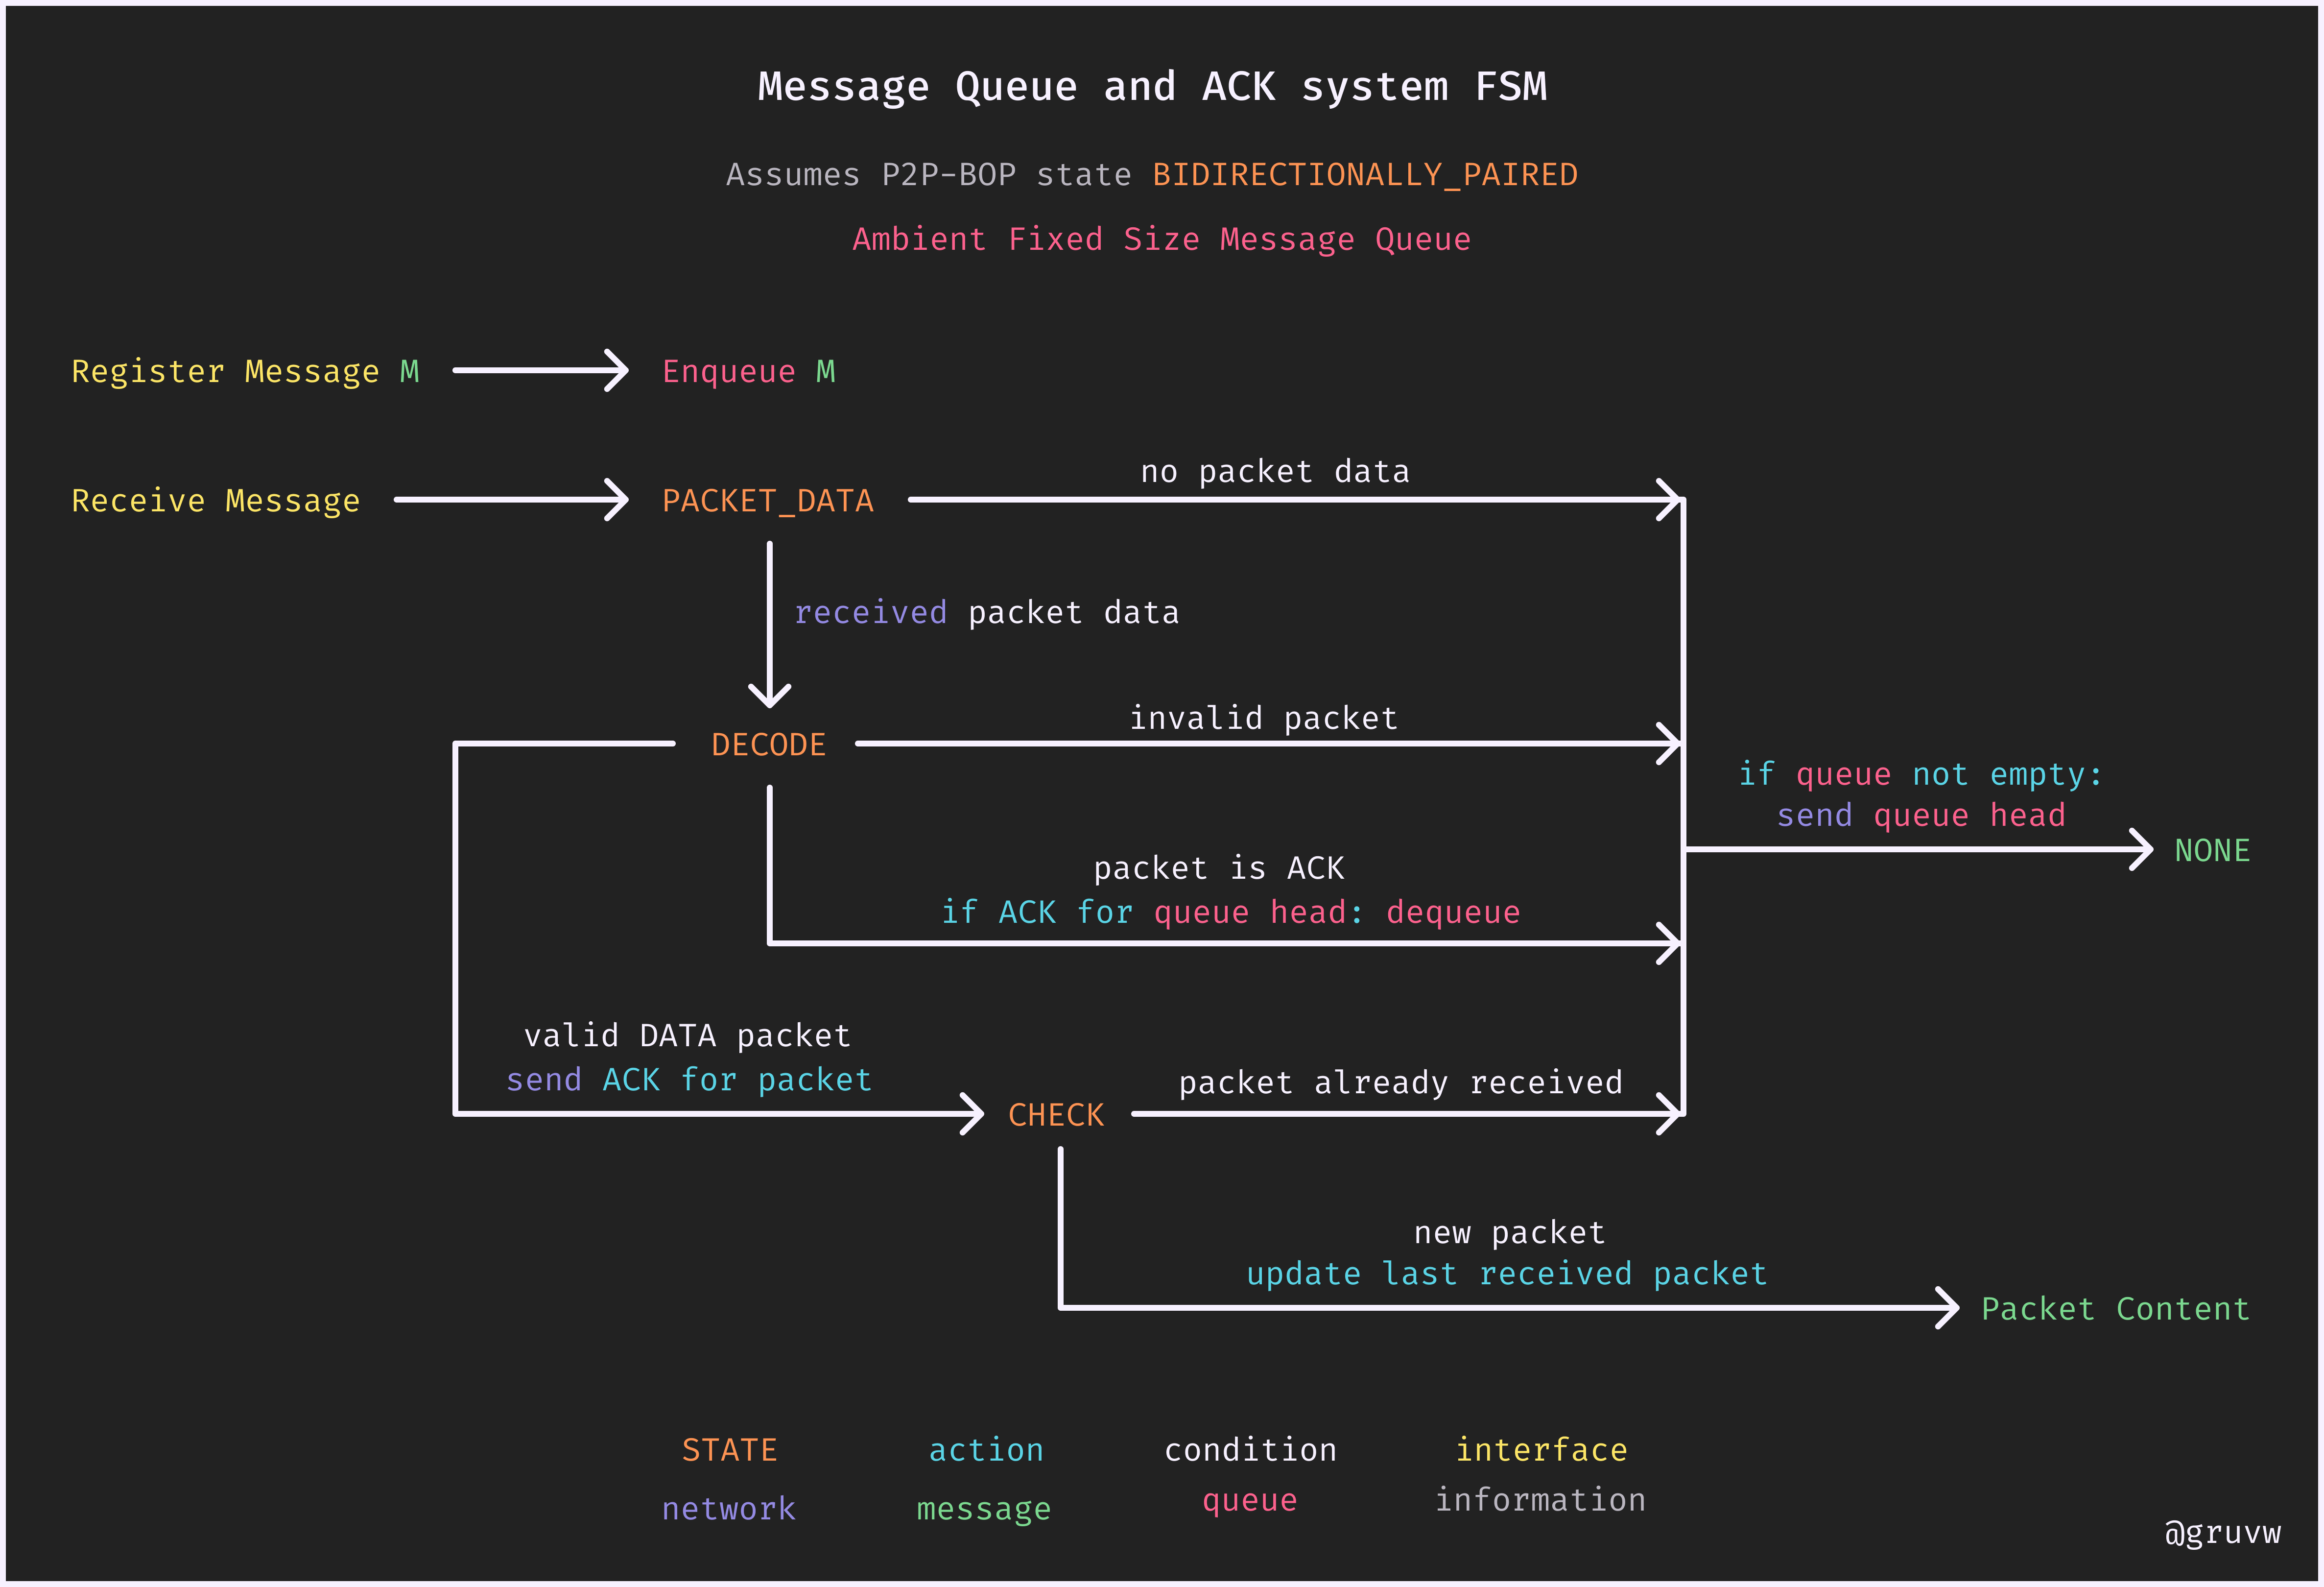 Message Queue and ACK system FSM
Assumes P2P-BOP state BIDIRECTIONALLY_PAIRED
Ambient Fixed Size Message Queue
Register Message M
Enqueue M
Receive Message
PACKET_DATA
no packet data
received packet data
DECODE
invalid packet
if queue not empty:
send queue head
NONE
packet is ACK
if ACK for queue head: dequeue
valid DATA packet
send ACK for packet
CHECK
packet already received
new packet
update last received packet
Packet Content
STATE action condition interface
network message queue information
@gruvw